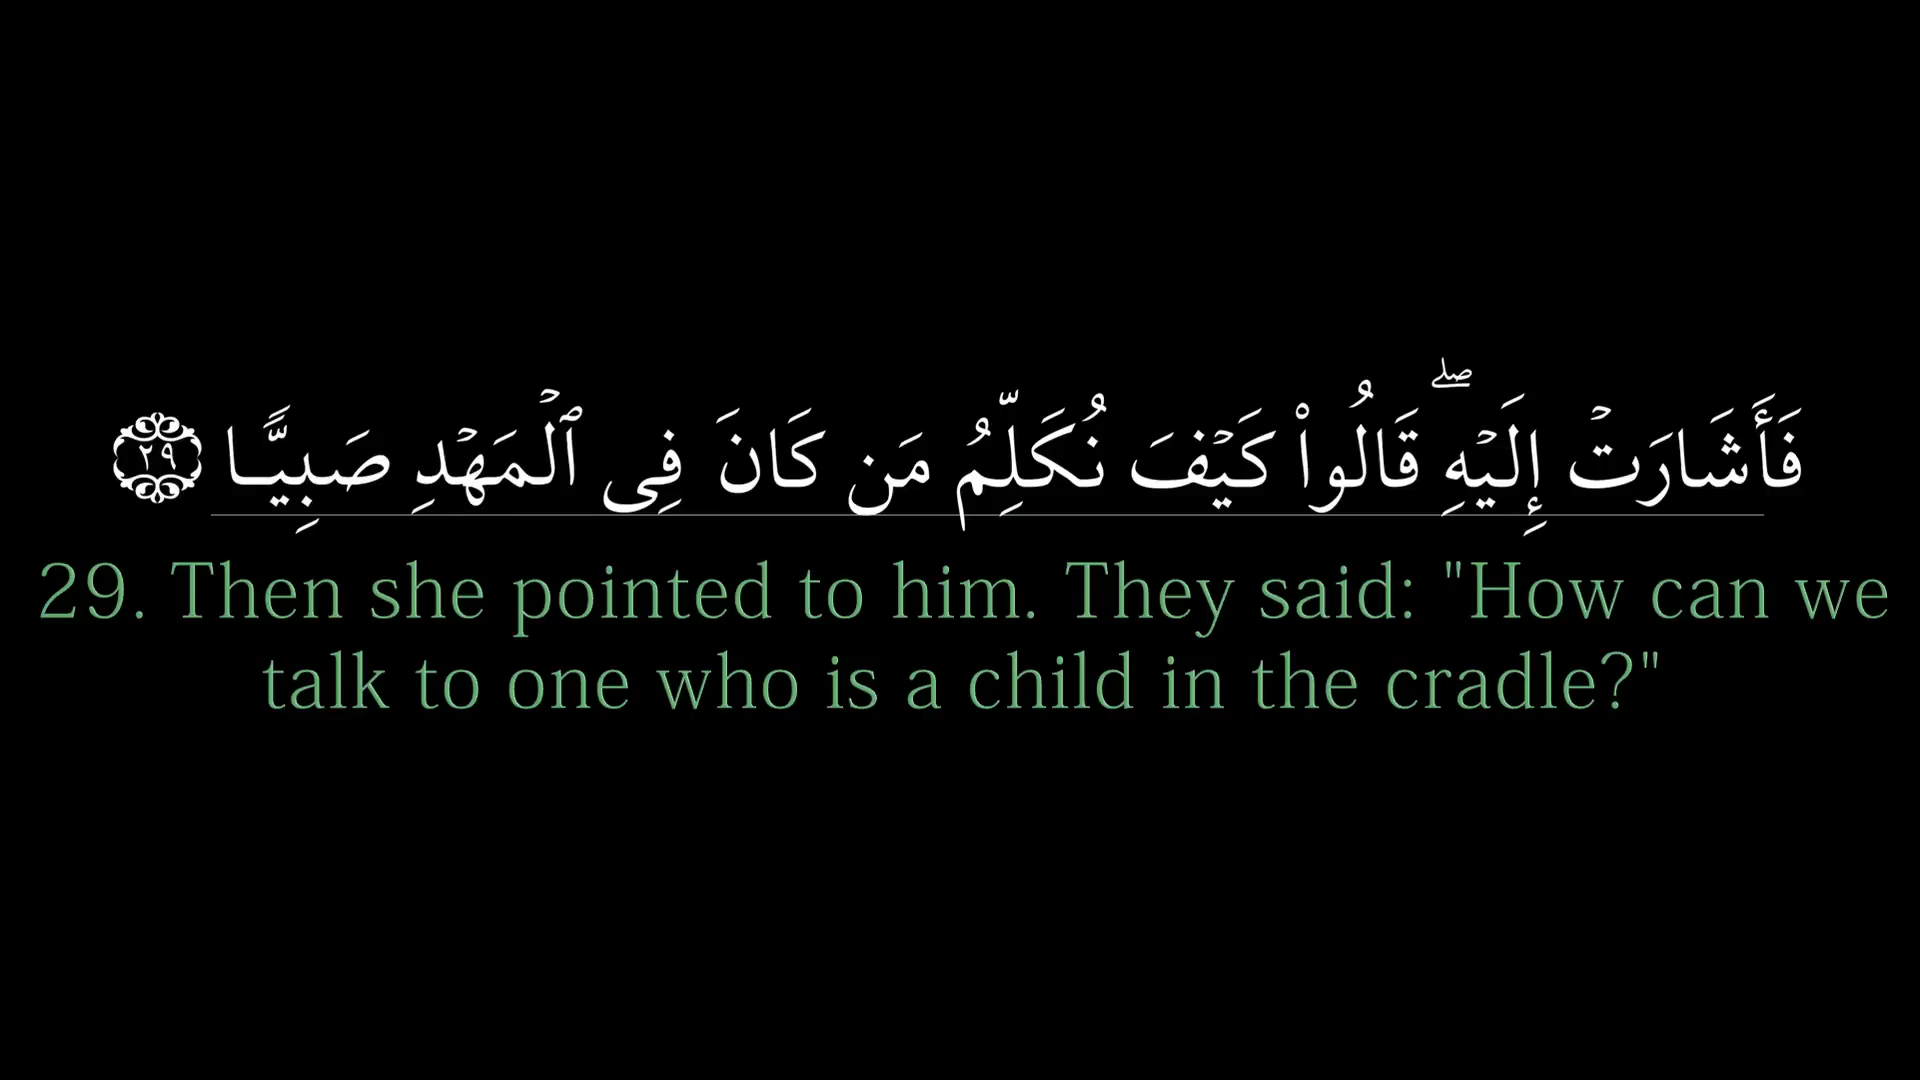 فَأَشَارَتْ إِلَيْهِ ۖ قَالُوا۟ كَيْفَ نُكَلِّمُ مَن كَانَ فِى ٱلْمَهْدِ صَبِيًّا ٢٩
29. Then she pointed to him. They said: "How can we
talk to one who is a child in the cradle?"